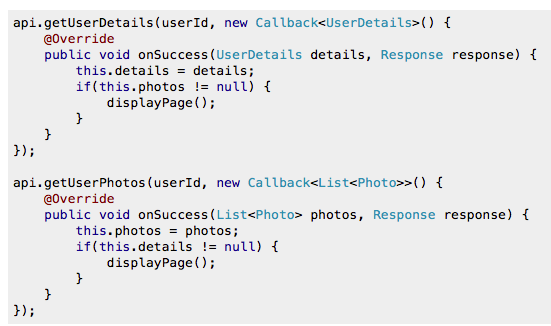 api.getUserDetails(userId, new Callback<UserDetails>() {
    @Override
    public void onSuccess(UserDetails details, Response response) {
        this.details = details;
        if(this.photos != null) {
            displayPage();
        }
    }
});

api.getUserPhotos(userId, new Callback<List<Photo>>() {
    @Override
    public void onSuccess(List<Photo> photos, Response response) {
        this.photos = photos;
        if(this.details != null) {
            displayPage();
        }
    }
});